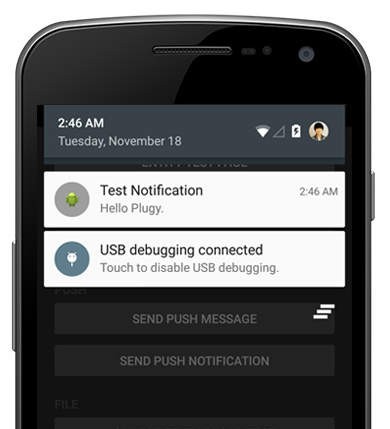 2:46 AM
Tuesday, November 18
ENTITY TEST PAGE
Test Notification
2:46 AM
Hello Plugy.
USB debugging connected
Touch to disable USB debugging.
PUSH
SEND PUSH MESSAGE
SEND PUSH NOTIFICATION
FILE